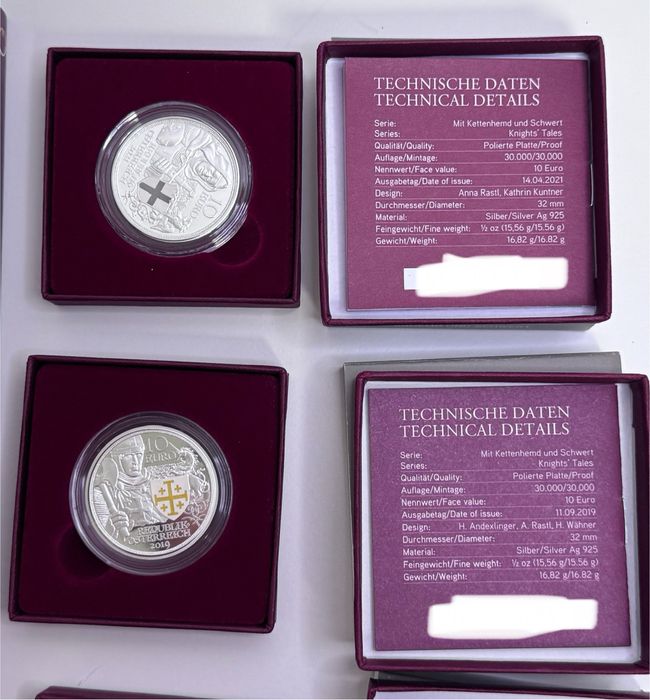 TECHNISCHE DATEN
TECHNICAL DETAILS
Serie: Mit Kettenhemd und Schwert
Series: Knights' Tales
Qualität/Quality: Polierte Platte/Proof
Auflage/Mintage: 30.000/30,000
Nennwert/Face value: 10 Euro
Ausgabetag/Date of issue: 14.04.2021
Design: Anna Rastl, Kathrin Kuntner
Durchmesser/Diameter: 32 mm
Material: Silber/Silver Ag 925
Feingewicht/Fine weight: ½ oz (15,56 g/15.56 g)
Gewicht/Weight: 16,82 g/16.82 g
10
10
EURO
REPUBLIK
ÖSTERREICH
2019
TECHNISCHE DATEN
TECHNICAL DETAILS
Serie: Mit Kettenhemd und Schwert
Series: Knights' Tales
Qualität/Quality: Polierte Platte/Proof
Auflage/Mintage: 30.000/30,000
Nennwert/Face value: 10 Euro
Ausgabetag/Date of issue: 11.09.2019
Design: H. Andexlinger, A. Rastl, H. Wähner
Durchmesser/Diameter: 32 mm
Material: Silber/Silver Ag 925
Feingewicht/Fine weight: ½ oz (15,56 g/15.56 g)
Gewicht/Weight: 16,82 g/16.82 g